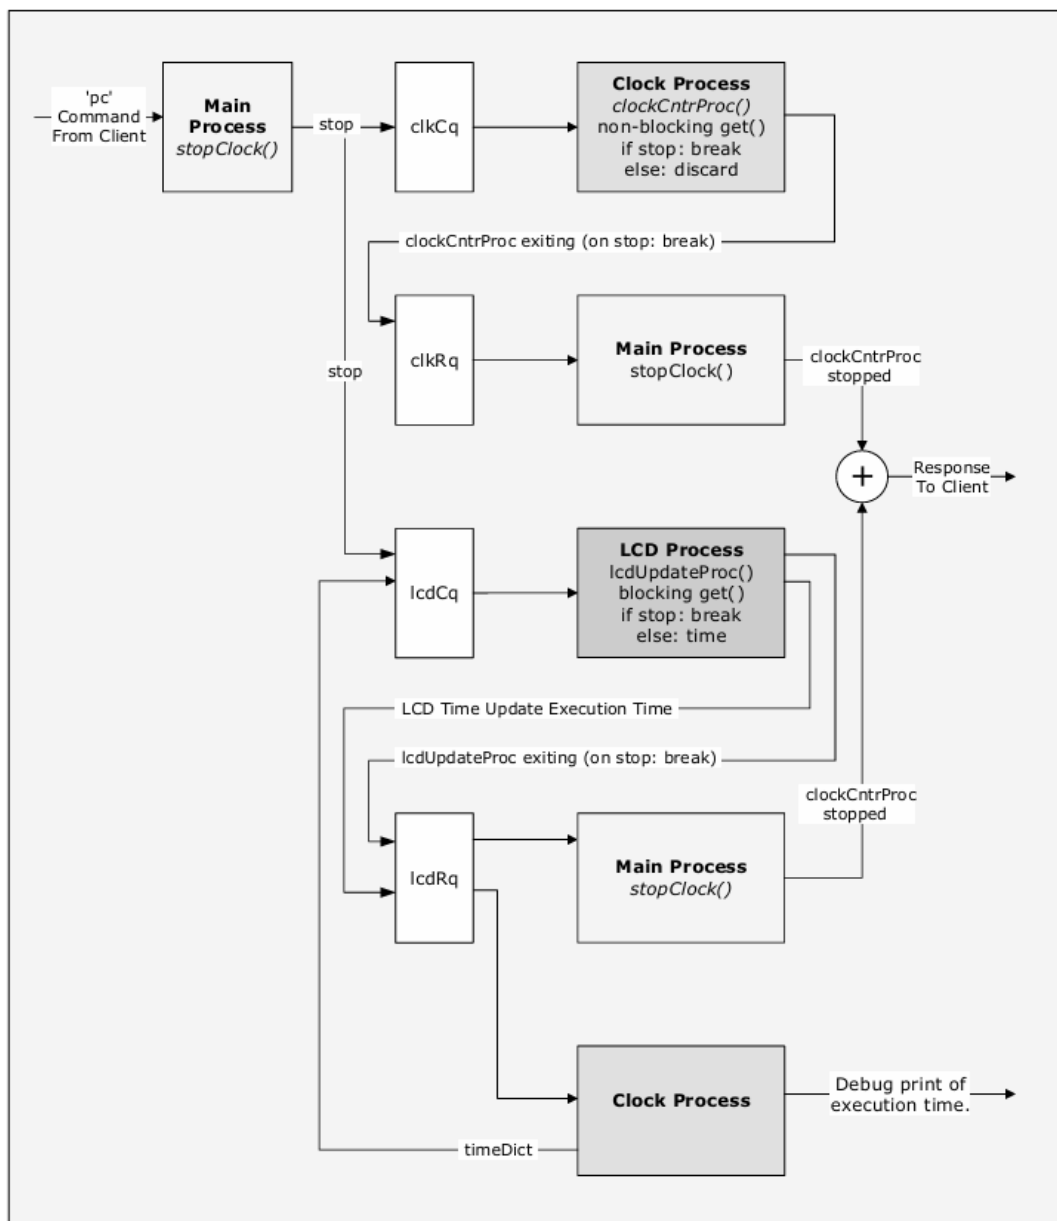 'pc'
Command
From Client
Main
Process
stopClock()
stop
clkCq
Clock Process
clockCntrProc()
non-blocking get()
if stop: break
else: discard
clockCntrProc exiting (on stop: break)
clkRq
Main Process
stopClock()
clockCntrProc
stopped
stop
+
Response
To Client
lcdCq
LCD Process
lcdUpdateProc()
blocking get()
if stop: break
else: time
LCD Time Update Execution Time
lcdUpdateProc exiting (on stop: break)
clockCntrProc
stopped
lcdRq
Main Process
stopClock()
Clock Process
Debug print of
execution time.
timeDict